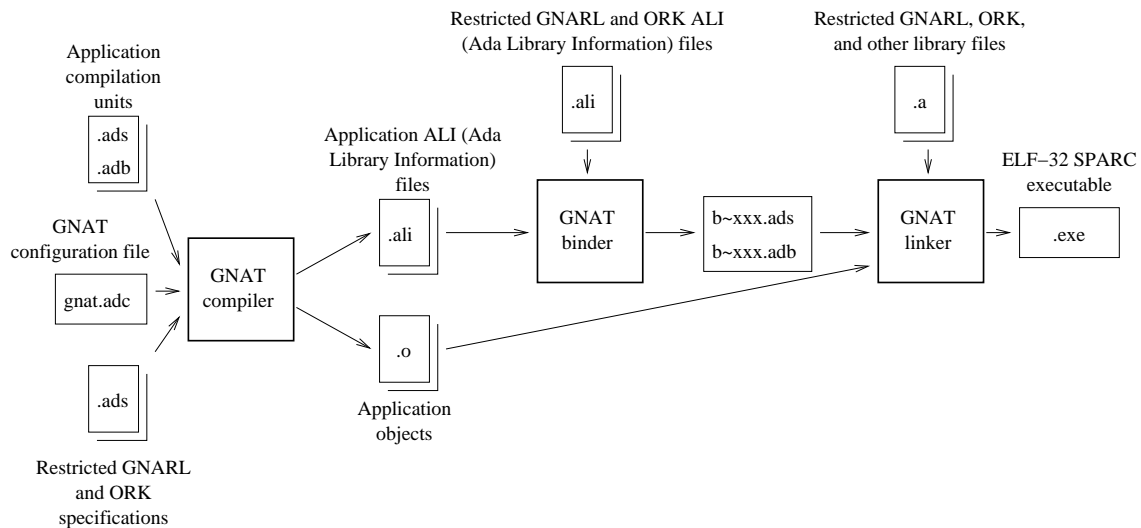 Restricted GNARL and ORK ALI
(Ada Library Information) files
.ali
Restricted GNARL, ORK,
and other library files
.a
Application
compilation
units
.ads
.adb
GNAT
configuration file
gnat.adc
.ads
Restricted GNARL
and ORK
specifications
GNAT
compiler
Application ALI (Ada
Library Information)
files
.ali
.o
Application
objects
GNAT
binder
b~xxx.ads
b~xxx.adb
GNAT
linker
ELF−32 SPARC
executable
.exe